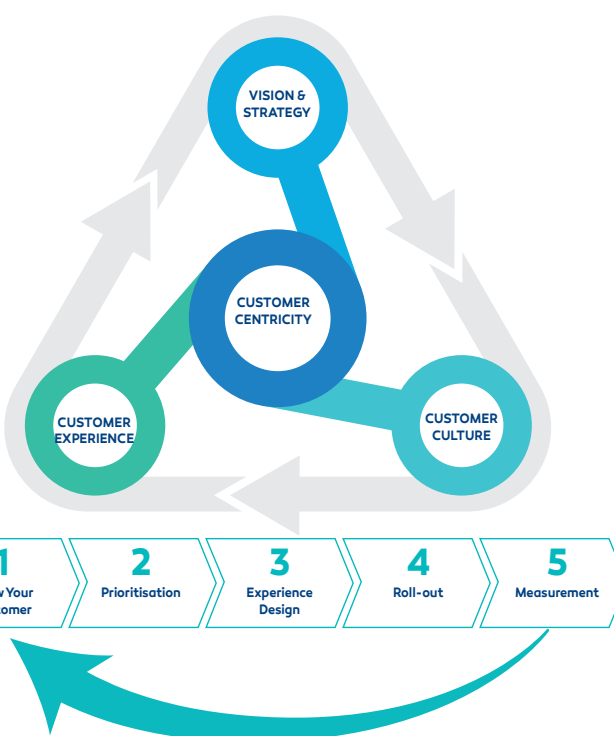 VISION &
STRATEGY
CUSTOMER
CENTRICITY
CUSTOMER
EXPERIENCE
CUSTOMER
CULTURE
1
Your
2
Prioritisation
3
Experience
Design
4
Roll-out
5
Measurement